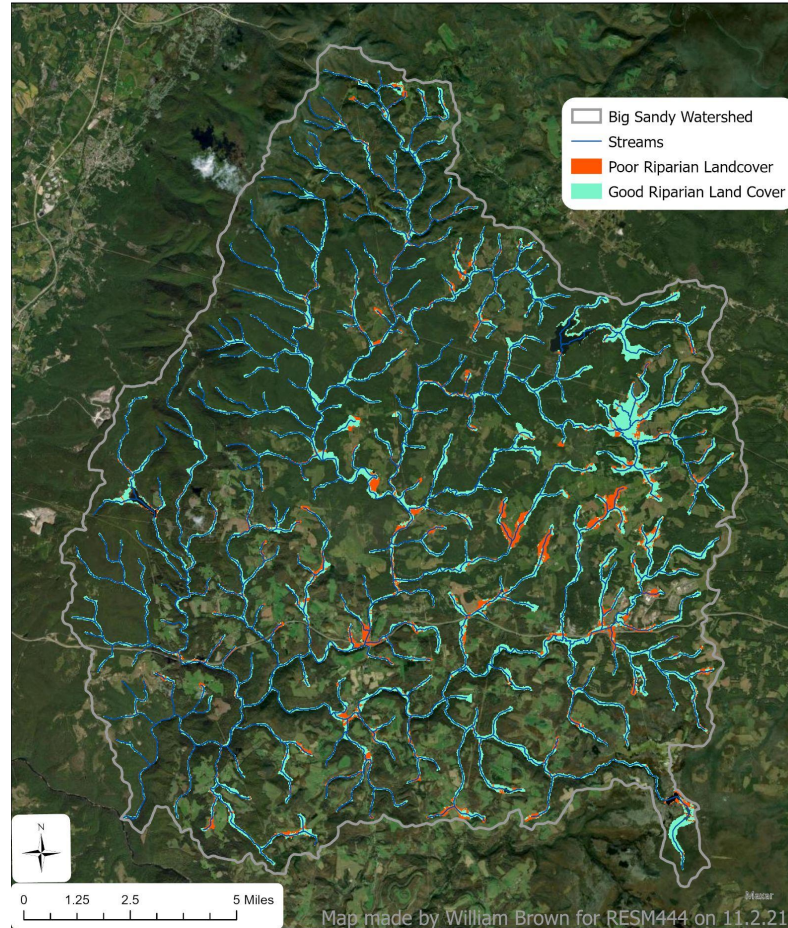 Big Sandy Watershed
Streams
Poor Riparian Landcover
Good Riparian Land Cover
N
0 1.25 2.5 5 Miles
Maxar
Map made by William Brown for RESM444 on 11.2.21